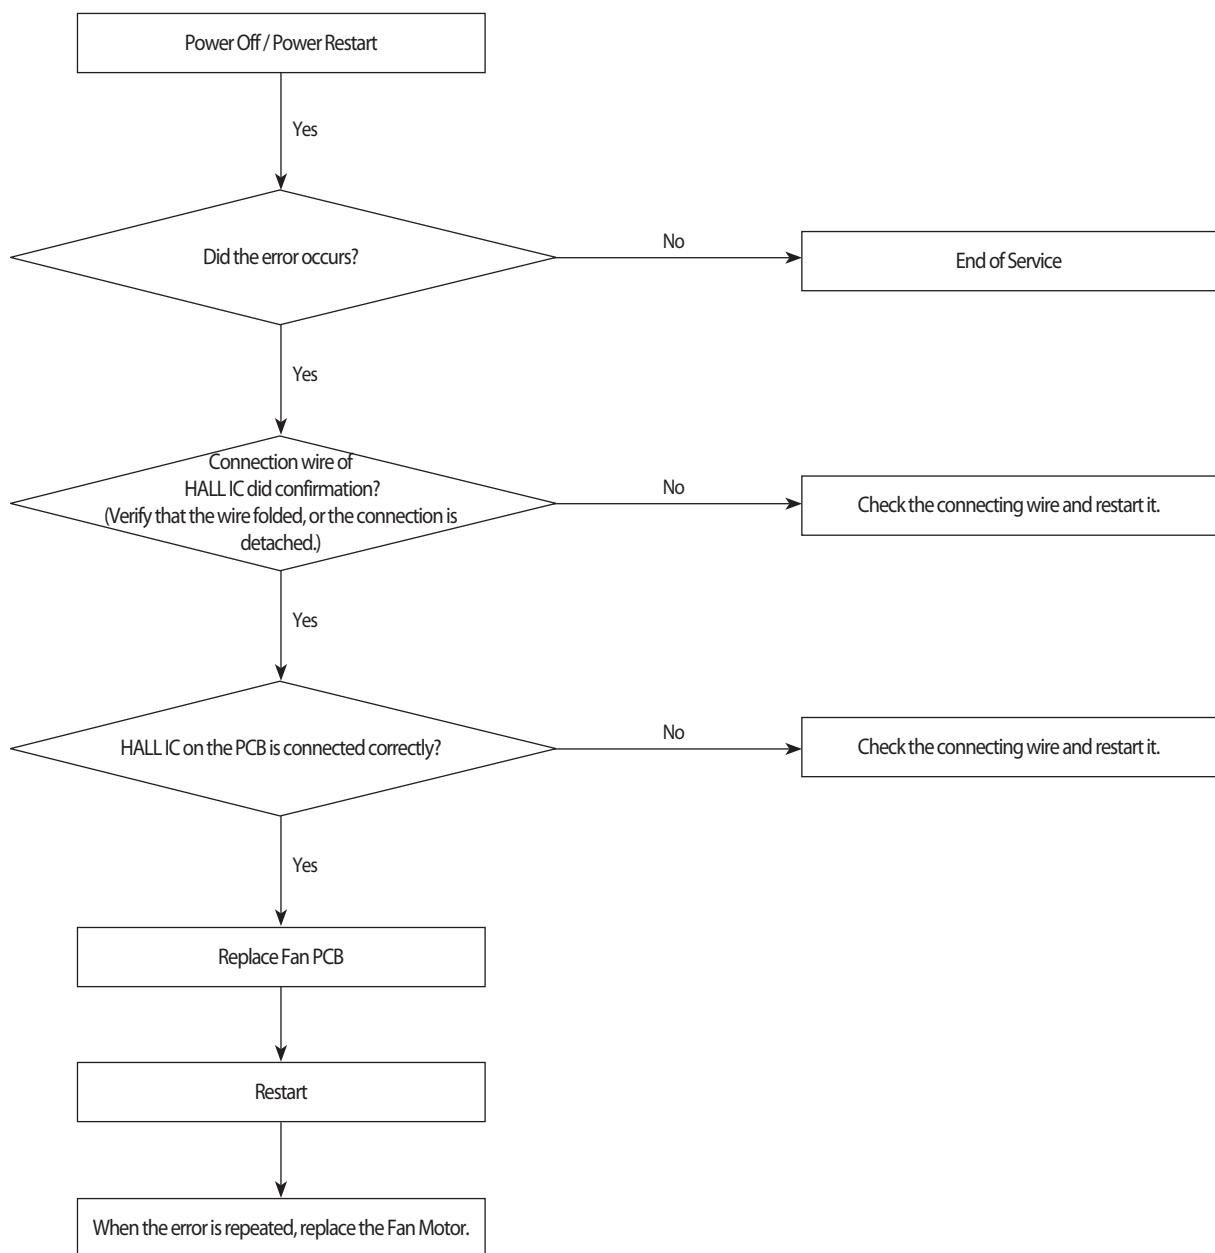 Power Off / Power Restart
Yes
Did the error occurs?
No
End of Service
Yes
Connection wire of
HALL IC did confirmation?
(Verify that the wire folded, or the connection is
detached.)
No
Check the connecting wire and restart it.
Yes
HALL IC on the PCB is connected correctly?
No
Check the connecting wire and restart it.
Yes
Replace Fan PCB
Restart
When the error is repeated, replace the Fan Motor.